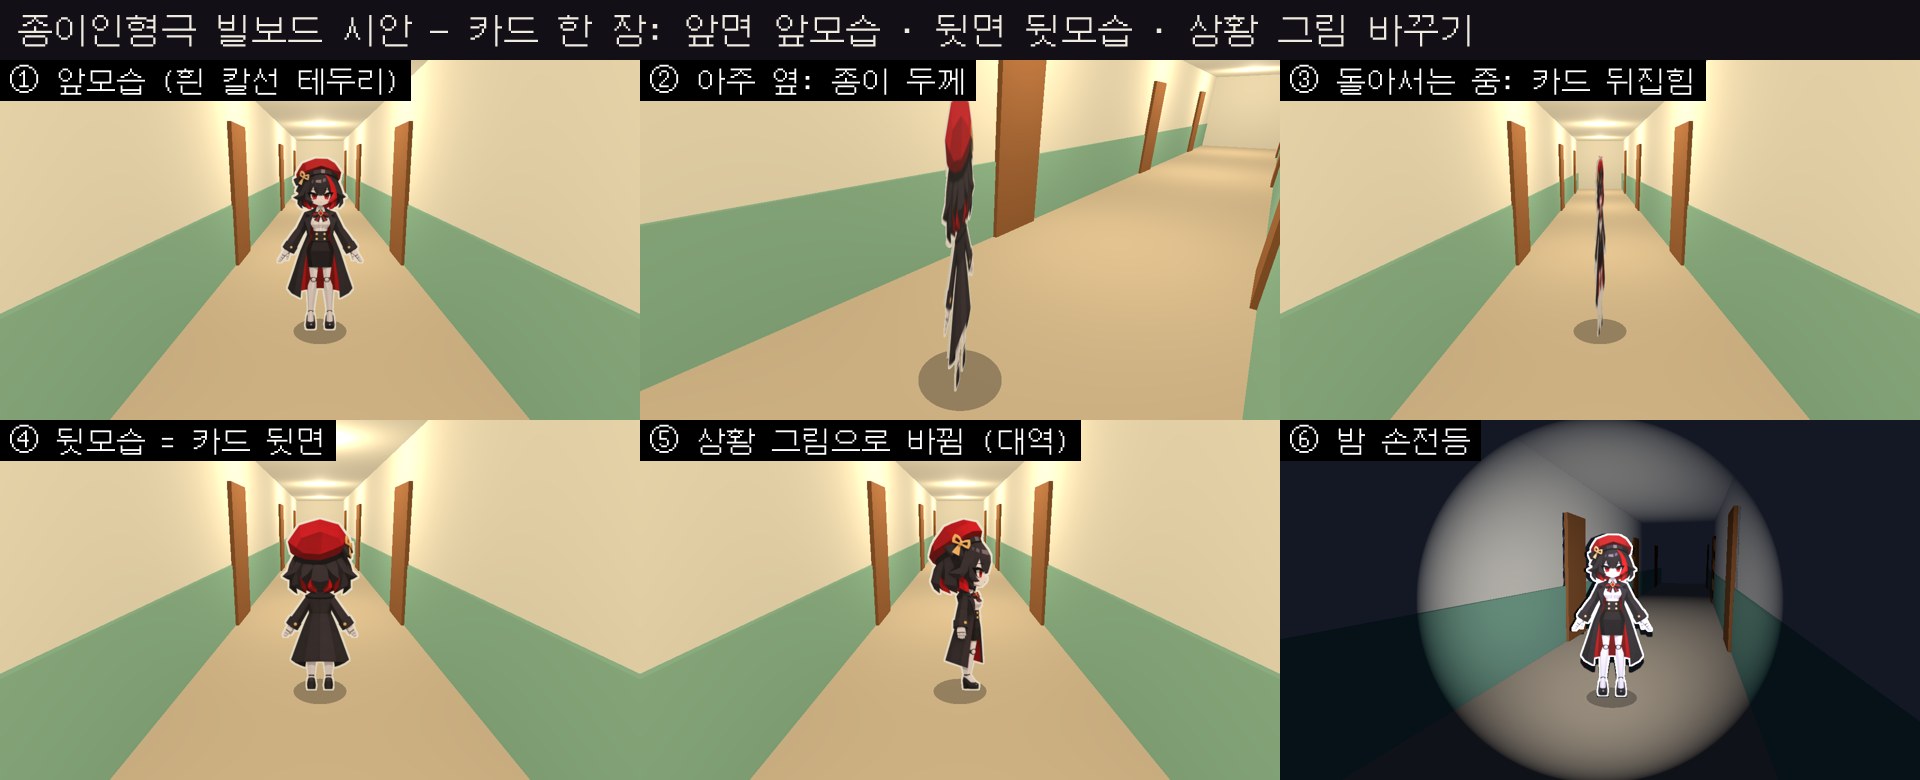 종이인형극 빌보드 시안 – 카드 한 장: 앞면 앞모습 · 뒷면 뒷모습 · 상황 그림 바꾸기
① 앞모습 (흰 칼선 테두리)
② 아주 옆: 종이 두께
③ 돌아서는 중: 카드 뒤집힘
④ 뒷모습 = 카드 뒷면
⑤ 상황 그림으로 바뀜 (대역)
⑥ 밤 손전등